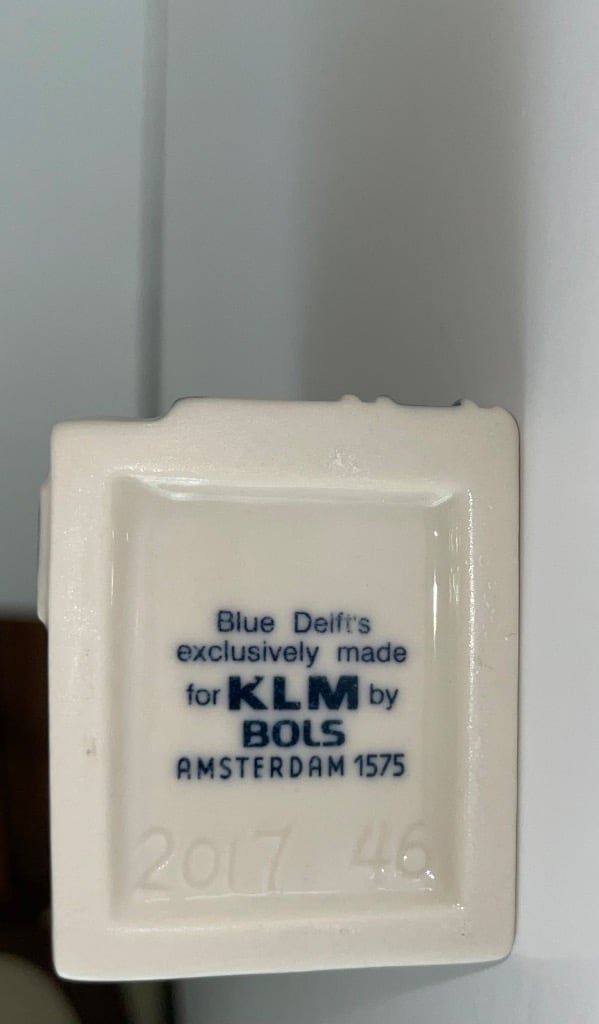 Blue Delft's
exclusively made
for KLM by
BOLS
AMSTERDAM 1575
2017 46